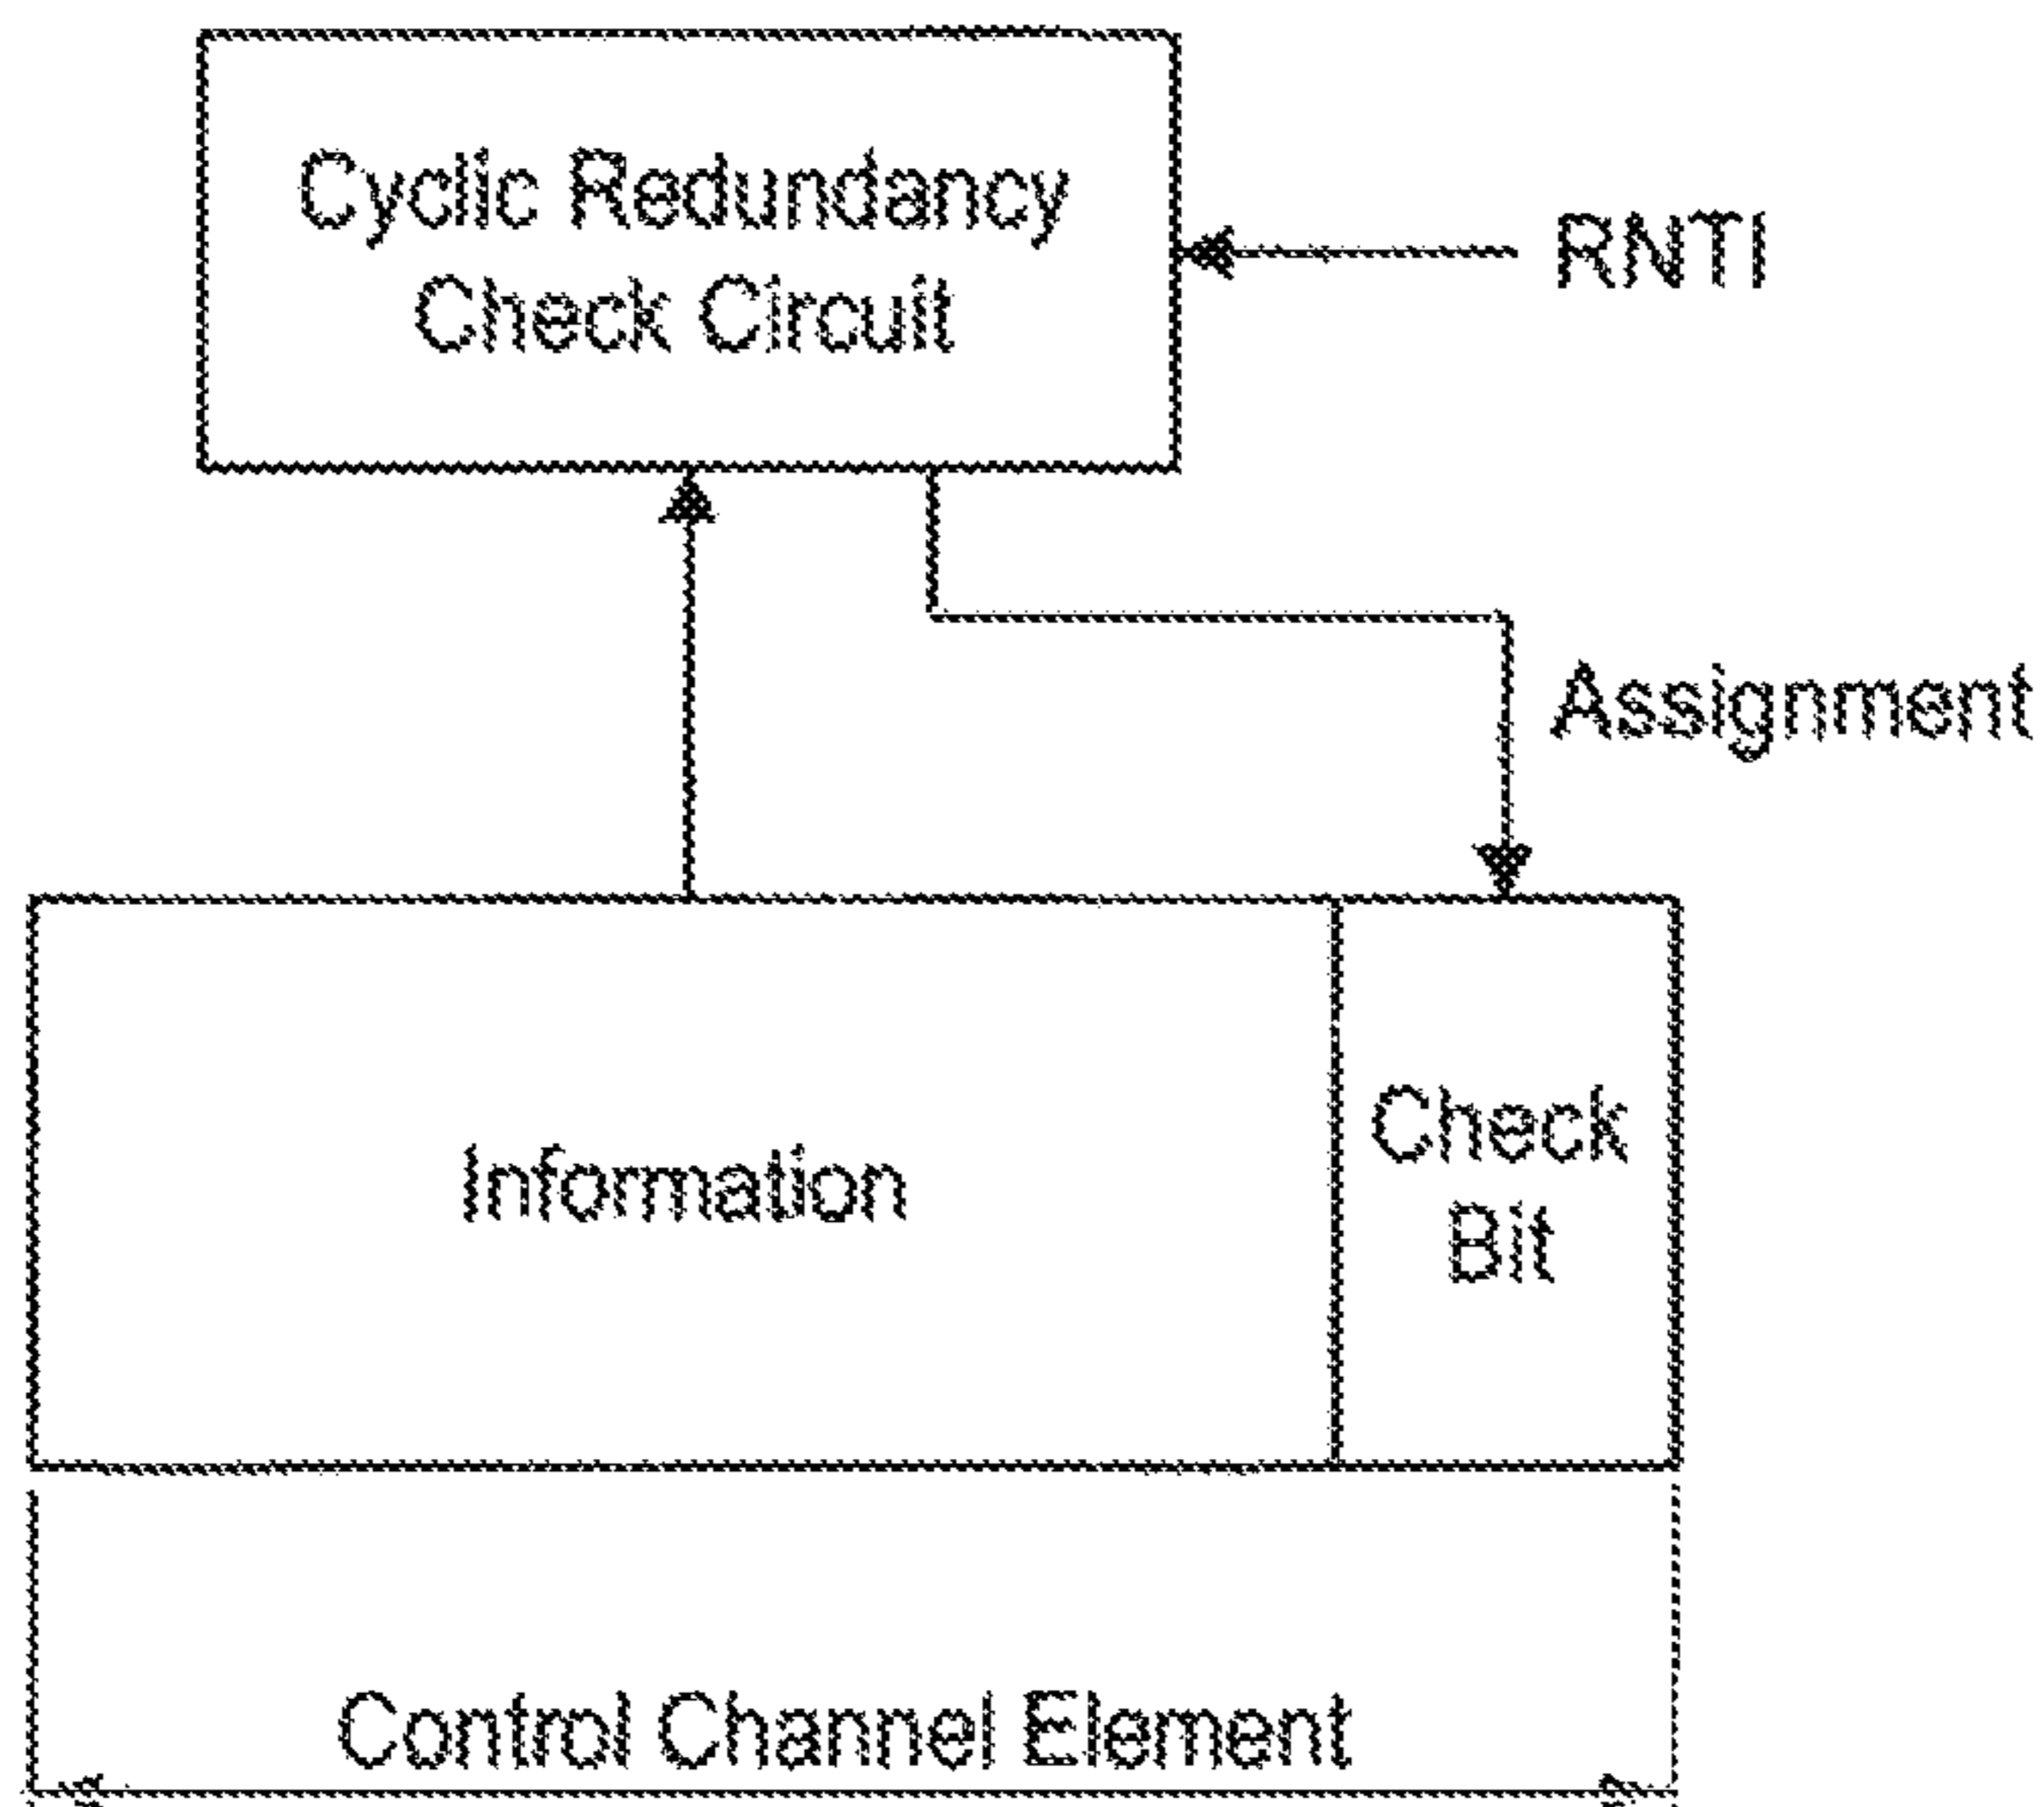 Cyclic Redundancy
Check Circuit
RNTI
Assignment
Information
Check
Bit
Control Channel Element